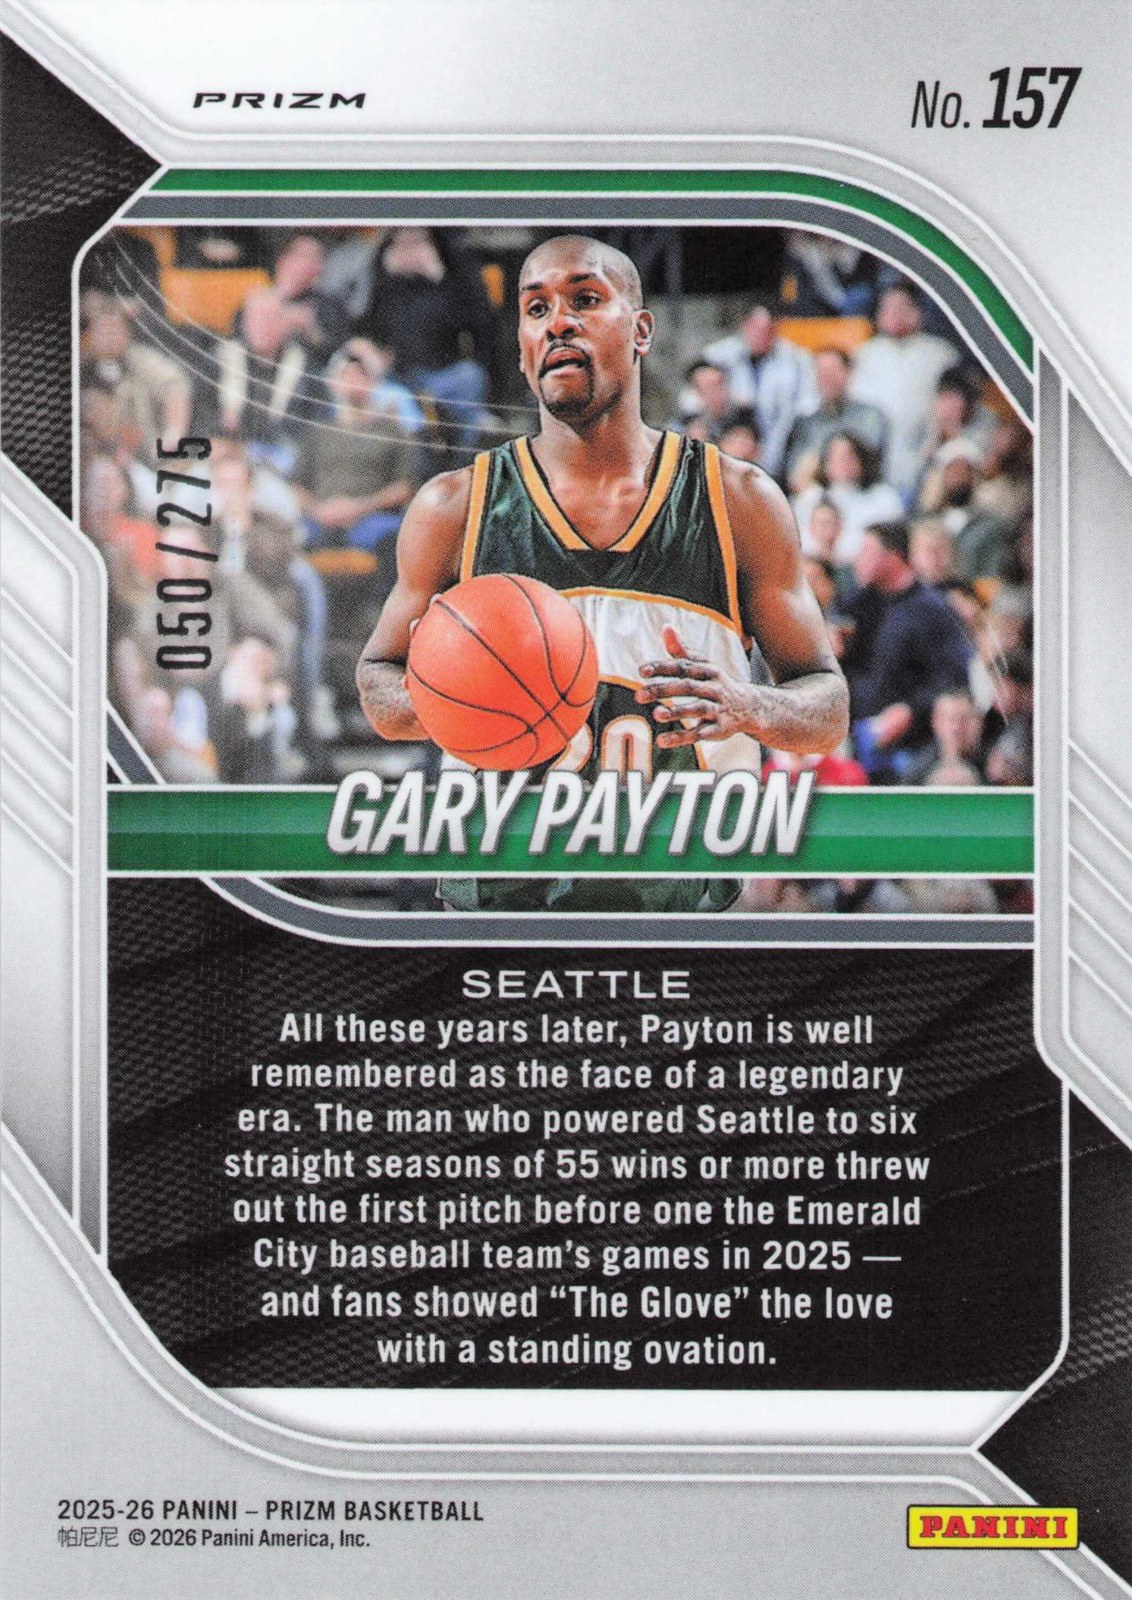 PRIZM
No. 157
050/275
20
GARY PAYTON
SEATTLE
All these years later, Payton is well
remembered as the face of a legendary
era. The man who powered Seattle to six
straight seasons of 55 wins or more threw
out the first pitch before one the Emerald
City baseball team's games in 2025 —
and fans showed “The Glove” the love
with a standing ovation.
2025-26 PANINI – PRIZM BASKETBALL
帕尼尼 © 2026 Panini America, Inc.
PANINI